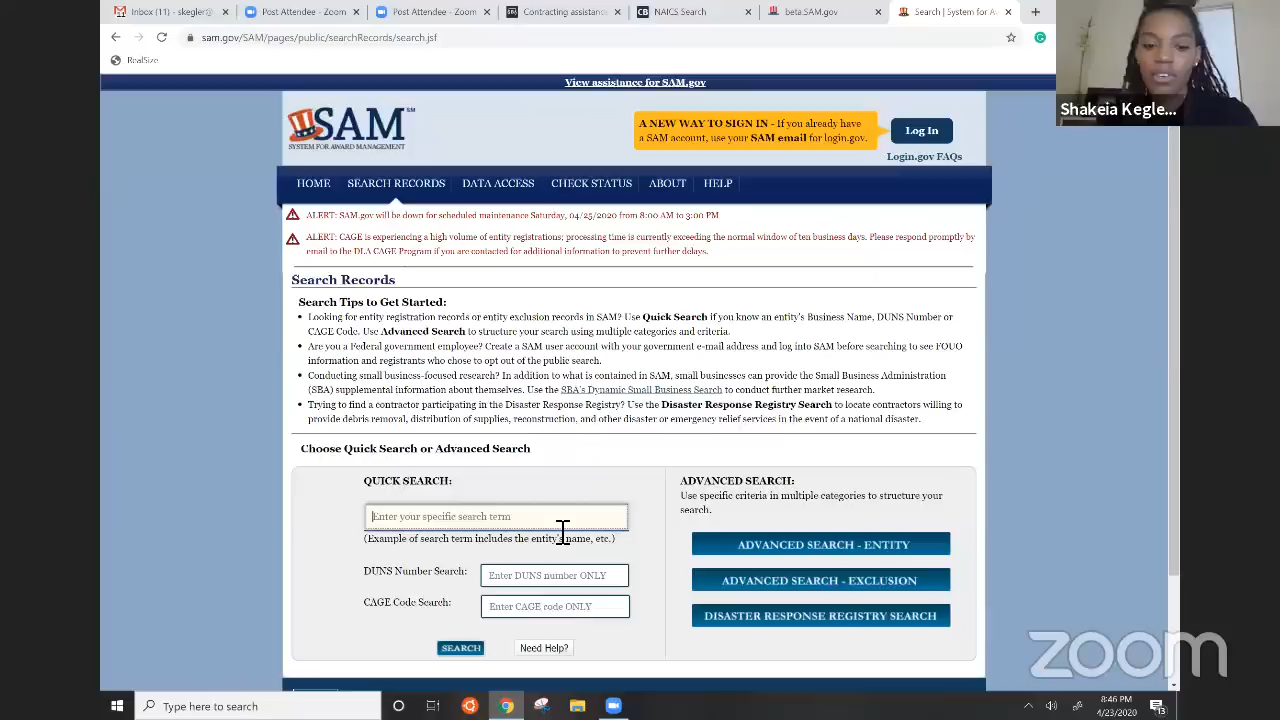 Inbox (111) - skegler@
Post Attendee - Zoom
Post Attendee - Zoom
Contracting assistance
NAICS Search
beta.SAM.gov
Search | System for A
sam.gov/SAM/pages/public/searchRecords/search.jsf
RealSize
View assistance for SAM.gov
Shakeia Kegle...
SAM
SM
SYSTEM FOR AWARD MANAGEMENT
A NEW WAY TO SIGN IN - If you already have
a SAM account, use your SAM email for login.gov.
Log In
Login.gov FAQs
HOME
SEARCH RECORDS
DATA ACCESS
CHECK STATUS
ABOUT
HELP
ALERT: SAM.gov will be down for scheduled maintenance Saturday, 04/25/2020 from 8:00 AM to 3:00 PM
ALERT: CAGE is experiencing a high volume of entity registrations; processing time is currently exceeding the normal window of ten business days. Please respond promptly by
email to the DLA CAGE Program if you are contacted for additional information to prevent further delays.
Search Records
Search Tips to Get Started:
• Looking for entity registration records or entity exclusion records in SAM? Use Quick Search if you know an entity's Business Name, DUNS Number or
CAGE Code. Use Advanced Search to structure your search using multiple categories and criteria.
• Are you a Federal government employee? Create a SAM user account with your government e-mail address and log into SAM before searching to see FOUO
information and registrants who chose to opt out of the public search.
• Conducting small business-focused research? In addition to what is contained in SAM, small businesses can provide the Small Business Administration
(SBA) supplemental information about themselves. Use the SBA's Dynamic Small Business Search to conduct further market research.
• Trying to find a contractor participating in the Disaster Response Registry? Use the Disaster Response Registry Search to locate contractors willing to
provide debris removal, distribution of supplies, reconstruction, and other disaster or emergency relief services in the event of a national disaster.
Choose Quick Search or Advanced Search
QUICK SEARCH:
Enter your specific search term
(Example of search term includes the entity's name, etc.)
DUNS Number Search:
Enter DUNS number ONLY
CAGE Code Search:
Enter CAGE code ONLY
SEARCH
Need Help?
ADVANCED SEARCH:
Use specific criteria in multiple categories to structure your
search.
ADVANCED SEARCH - ENTITY
ADVANCED SEARCH - EXCLUSION
DISASTER RESPONSE REGISTRY SEARCH
zoom
Type here to search
8:46 PM
4/23/2020
13